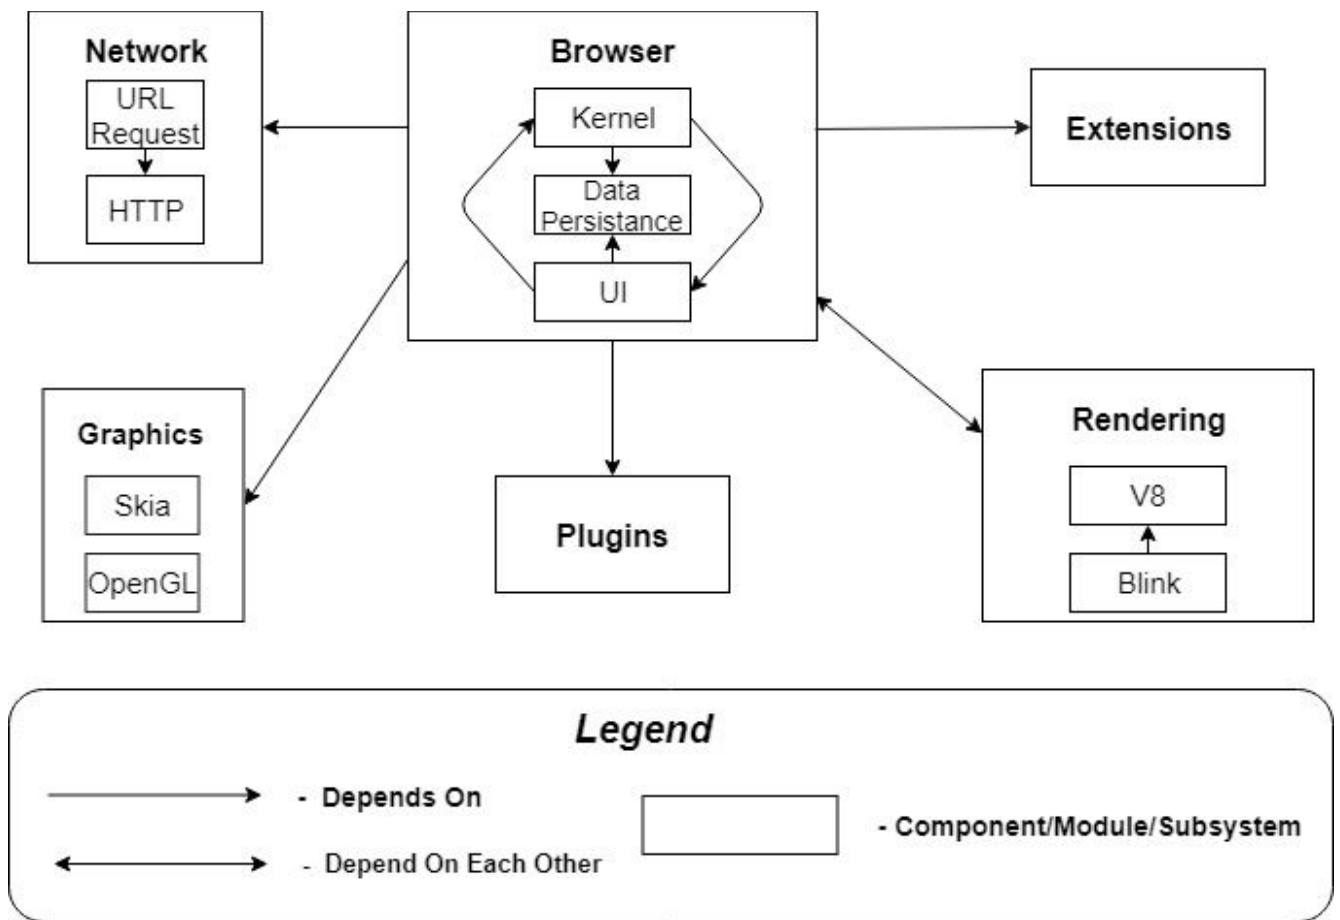 Network
URL
Request
HTTP
Browser
Kernel
Data
Persistance
UI
Extensions
Graphics
Skia
OpenGL
Plugins
Rendering
V8
Blink
Legend
- Depends On
- Depend On Each Other
- Component/Module/Subsystem